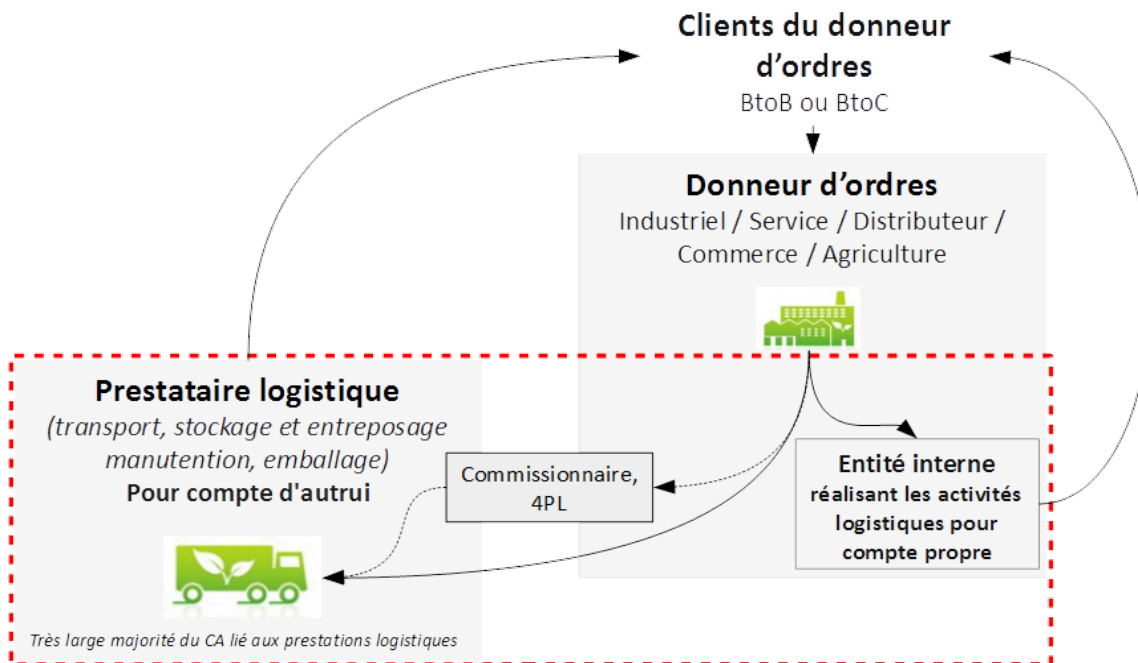 Clients du donneur
d’ordres
BtoB ou BtoC
Donneur d’ordres
Industriel / Service / Distributeur /
Commerce / Agriculture
Prestataire logistique
(transport, stockage et entreposage
manutention, emballage)
Pour compte d'autrui
Commissionnaire,
4PL
Entité interne
réalisant les activités
logistiques pour
compte propre
Très large majorité du CA lié aux prestations logistiques